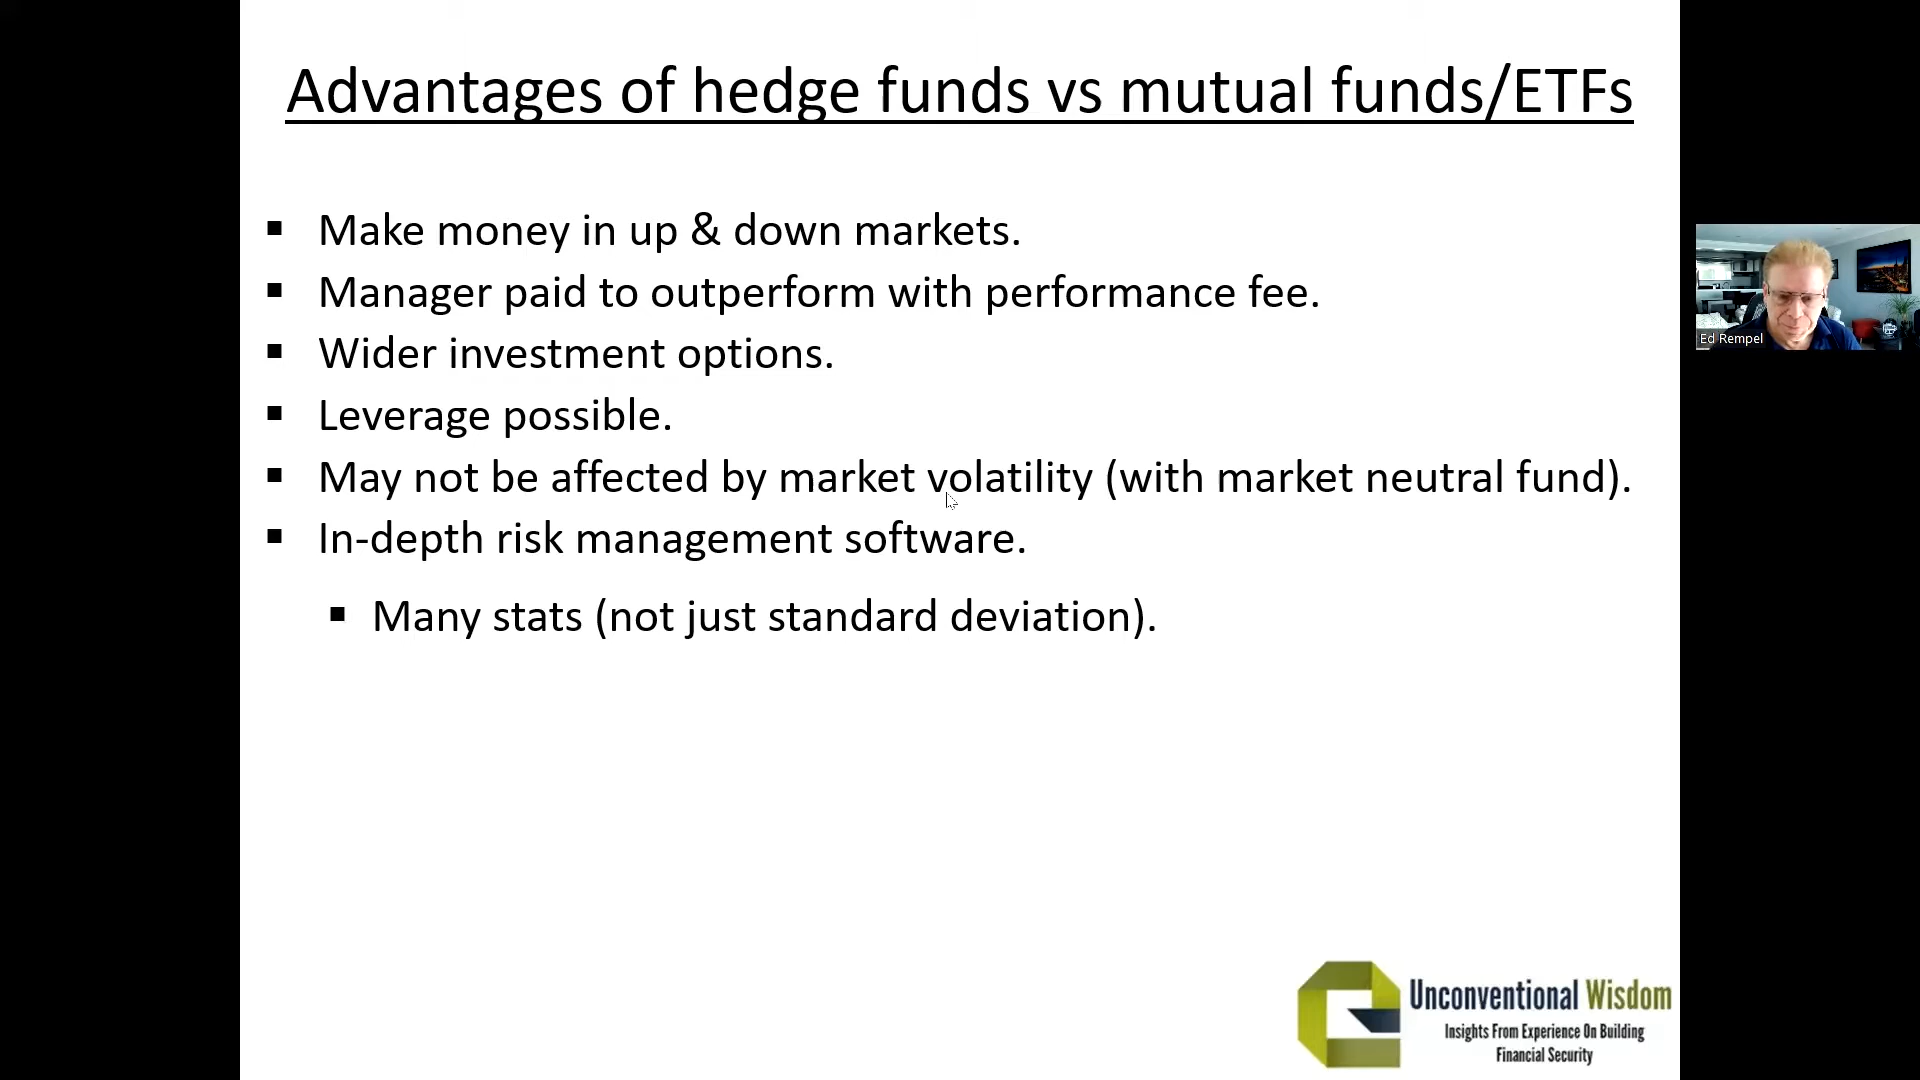 Advantages of hedge funds vs mutual funds/ETFs
Make money in up & down markets.
Manager paid to outperform with performance fee.
Wider investment options.
Leverage possible.
May not be affected by market volatility (with market neutral fund).
In-depth risk management software.
Many stats (not just standard deviation).
Ed Rempel
Unconventional Wisdom
Insights From Experience On Building
Financial Security